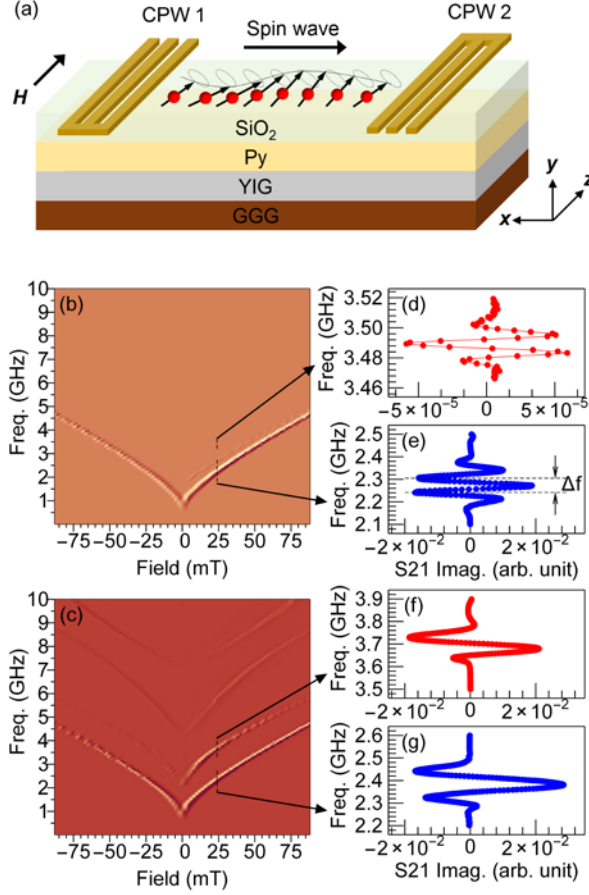 (a)
CPW 1
CPW 2
Spin wave
H
SiO₂
Py
YIG
GGG
y
z
x
(b)
10
9
8
7
6
5
4
3
2
1
Freq. (GHz)
−75 −50 −25 0 25 50 75
Field (mT)
(d)
3.52
3.50
3.48
3.46
Freq. (GHz)
−5×10⁻⁵ 0 5×10⁻⁵
(e)
2.5
2.4
2.3
2.2
2.1
Freq. (GHz)
Δf
−2×10⁻² 0 2×10⁻²
S21 Imag. (arb. unit)
(c)
10
9
8
7
6
5
4
3
2
1
Freq. (GHz)
−75 −50 −25 0 25 50 75
Field (mT)
(f)
3.9
3.8
3.7
3.6
3.5
Freq. (GHz)
−2×10⁻² 0 2×10⁻²
(g)
2.6
2.5
2.4
2.3
2.2
Freq. (GHz)
−2×10⁻² 0 2×10⁻²
S21 Imag. (arb. unit)